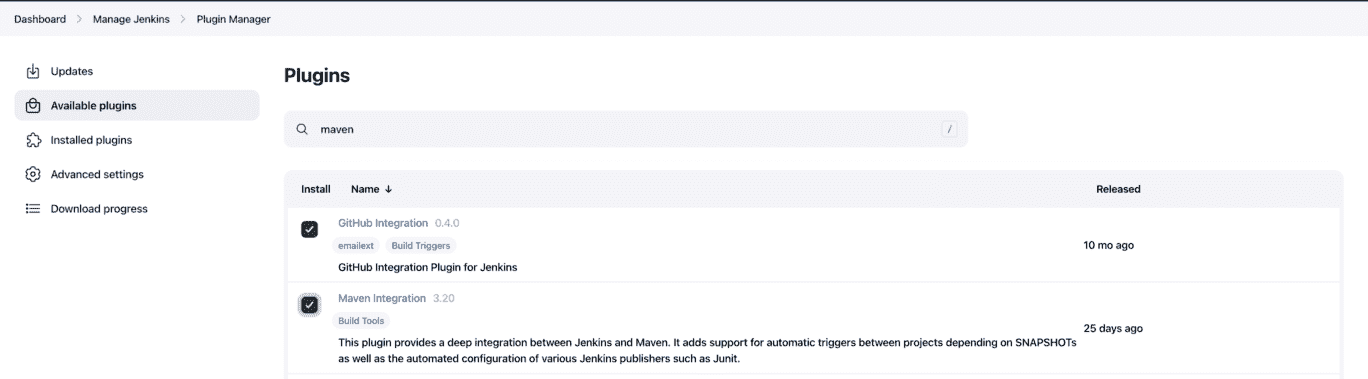 Dashboard > Manage Jenkins > Plugin Manager
Updates
Available plugins
Installed plugins
Advanced settings
Download progress
Plugins
maven /
Install Name ↓ Released
GitHub Integration 0.4.0
emailext Build Triggers
10 mo ago
GitHub Integration Plugin for Jenkins
Maven Integration 3.20
Build Tools
25 days ago
This plugin provides a deep integration between Jenkins and Maven. It adds support for automatic triggers between projects depending on SNAPSHOTs
as well as the automated configuration of various Jenkins publishers such as Junit.